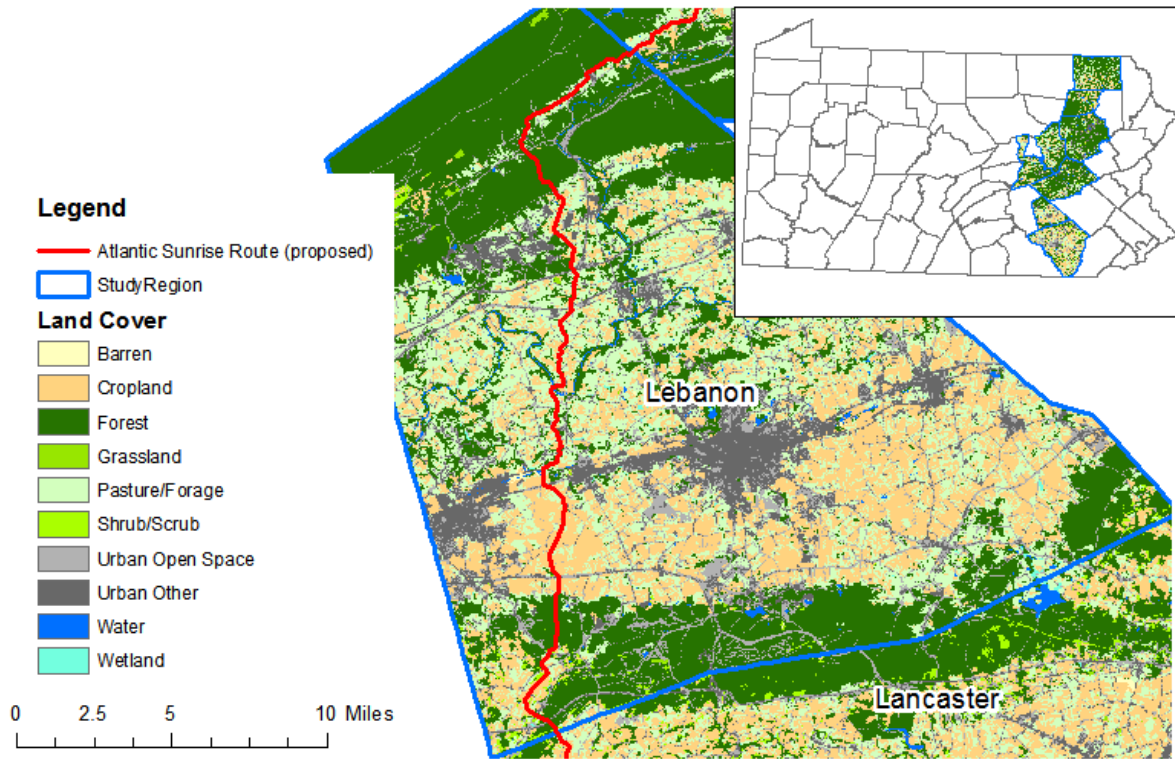 Legend
Atlantic Sunrise Route (proposed)
StudyRegion
Land Cover
Barren
Cropland
Forest
Grassland
Pasture/Forage
Shrub/Scrub
Urban Open Space
Urban Other
Water
Wetland
0 2.5 5 10 Miles
Lebanon
Lancaster